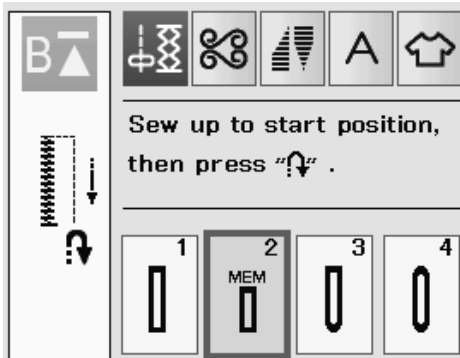 B
A
Sew up to start position,
then press “ ” .
1
2
3
4
MEM